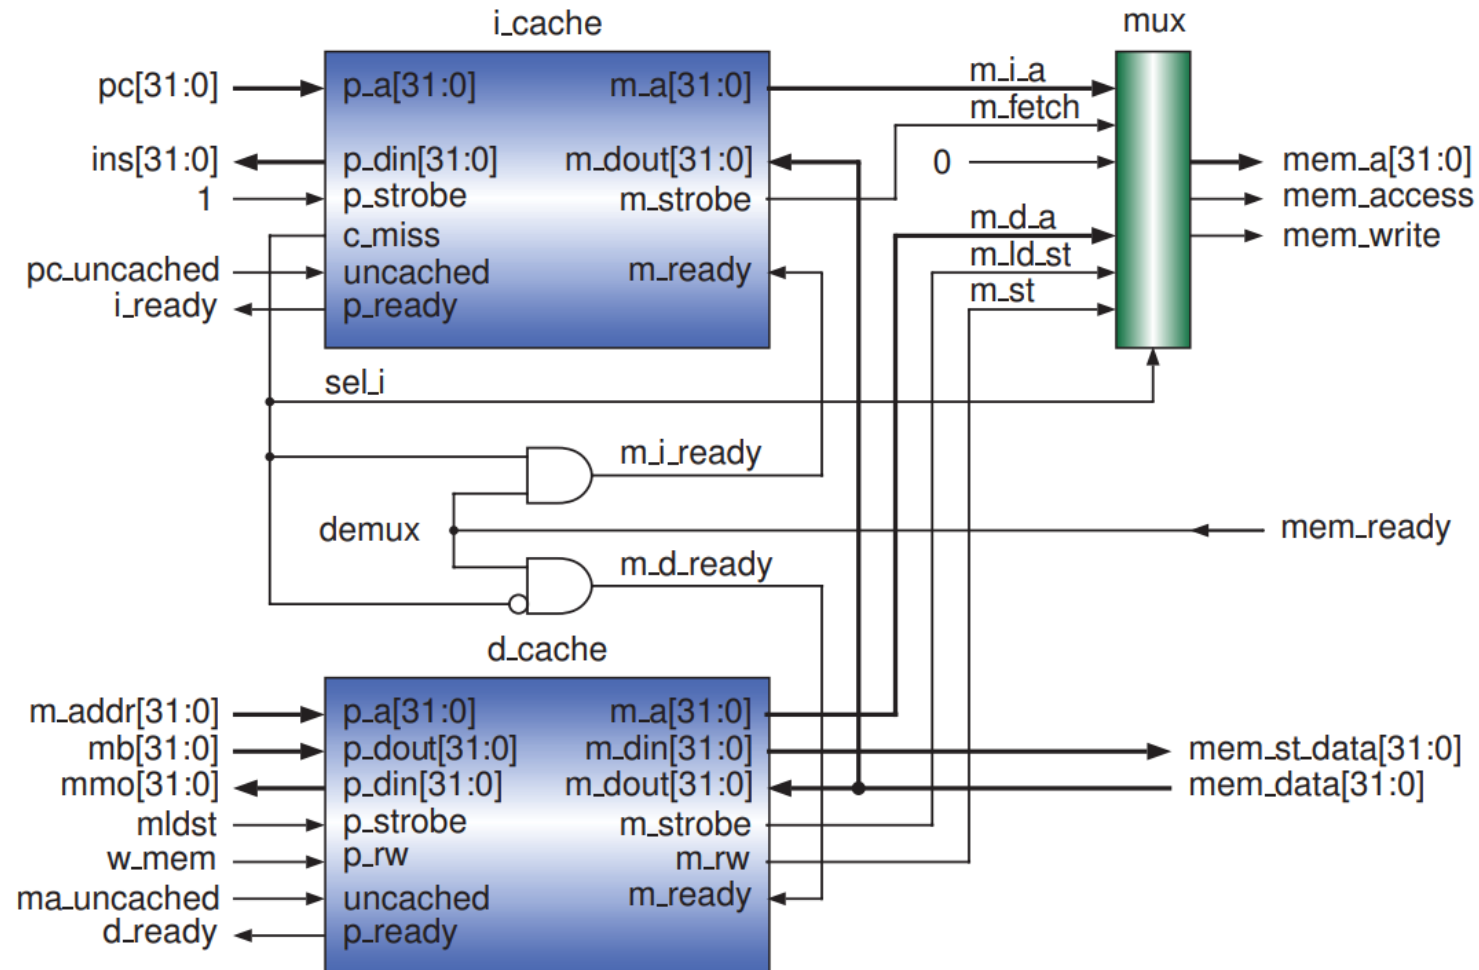 i_cache
mux
pc[31:0]
p_a[31:0]
m_a[31:0]
m_i_a
m_fetch
ins[31:0]
p_din[31:0]
m_dout[31:0]
0
mem_a[31:0]
1
p_strobe
m_strobe
mem_access
c_miss
m_d_a
mem_write
pc_uncached
uncached
m_ready
m_ld_st
i_ready
p_ready
m_st
sel_i
m_i_ready
demux
mem_ready
m_d_ready
d_cache
m_addr[31:0]
p_a[31:0]
m_a[31:0]
mb[31:0]
p_dout[31:0]
m_din[31:0]
mem_st_data[31:0]
mmo[31:0]
p_din[31:0]
m_dout[31:0]
mem_data[31:0]
mldst
p_strobe
m_strobe
w_mem
p_rw
m_rw
ma_uncached
uncached
m_ready
d_ready
p_ready